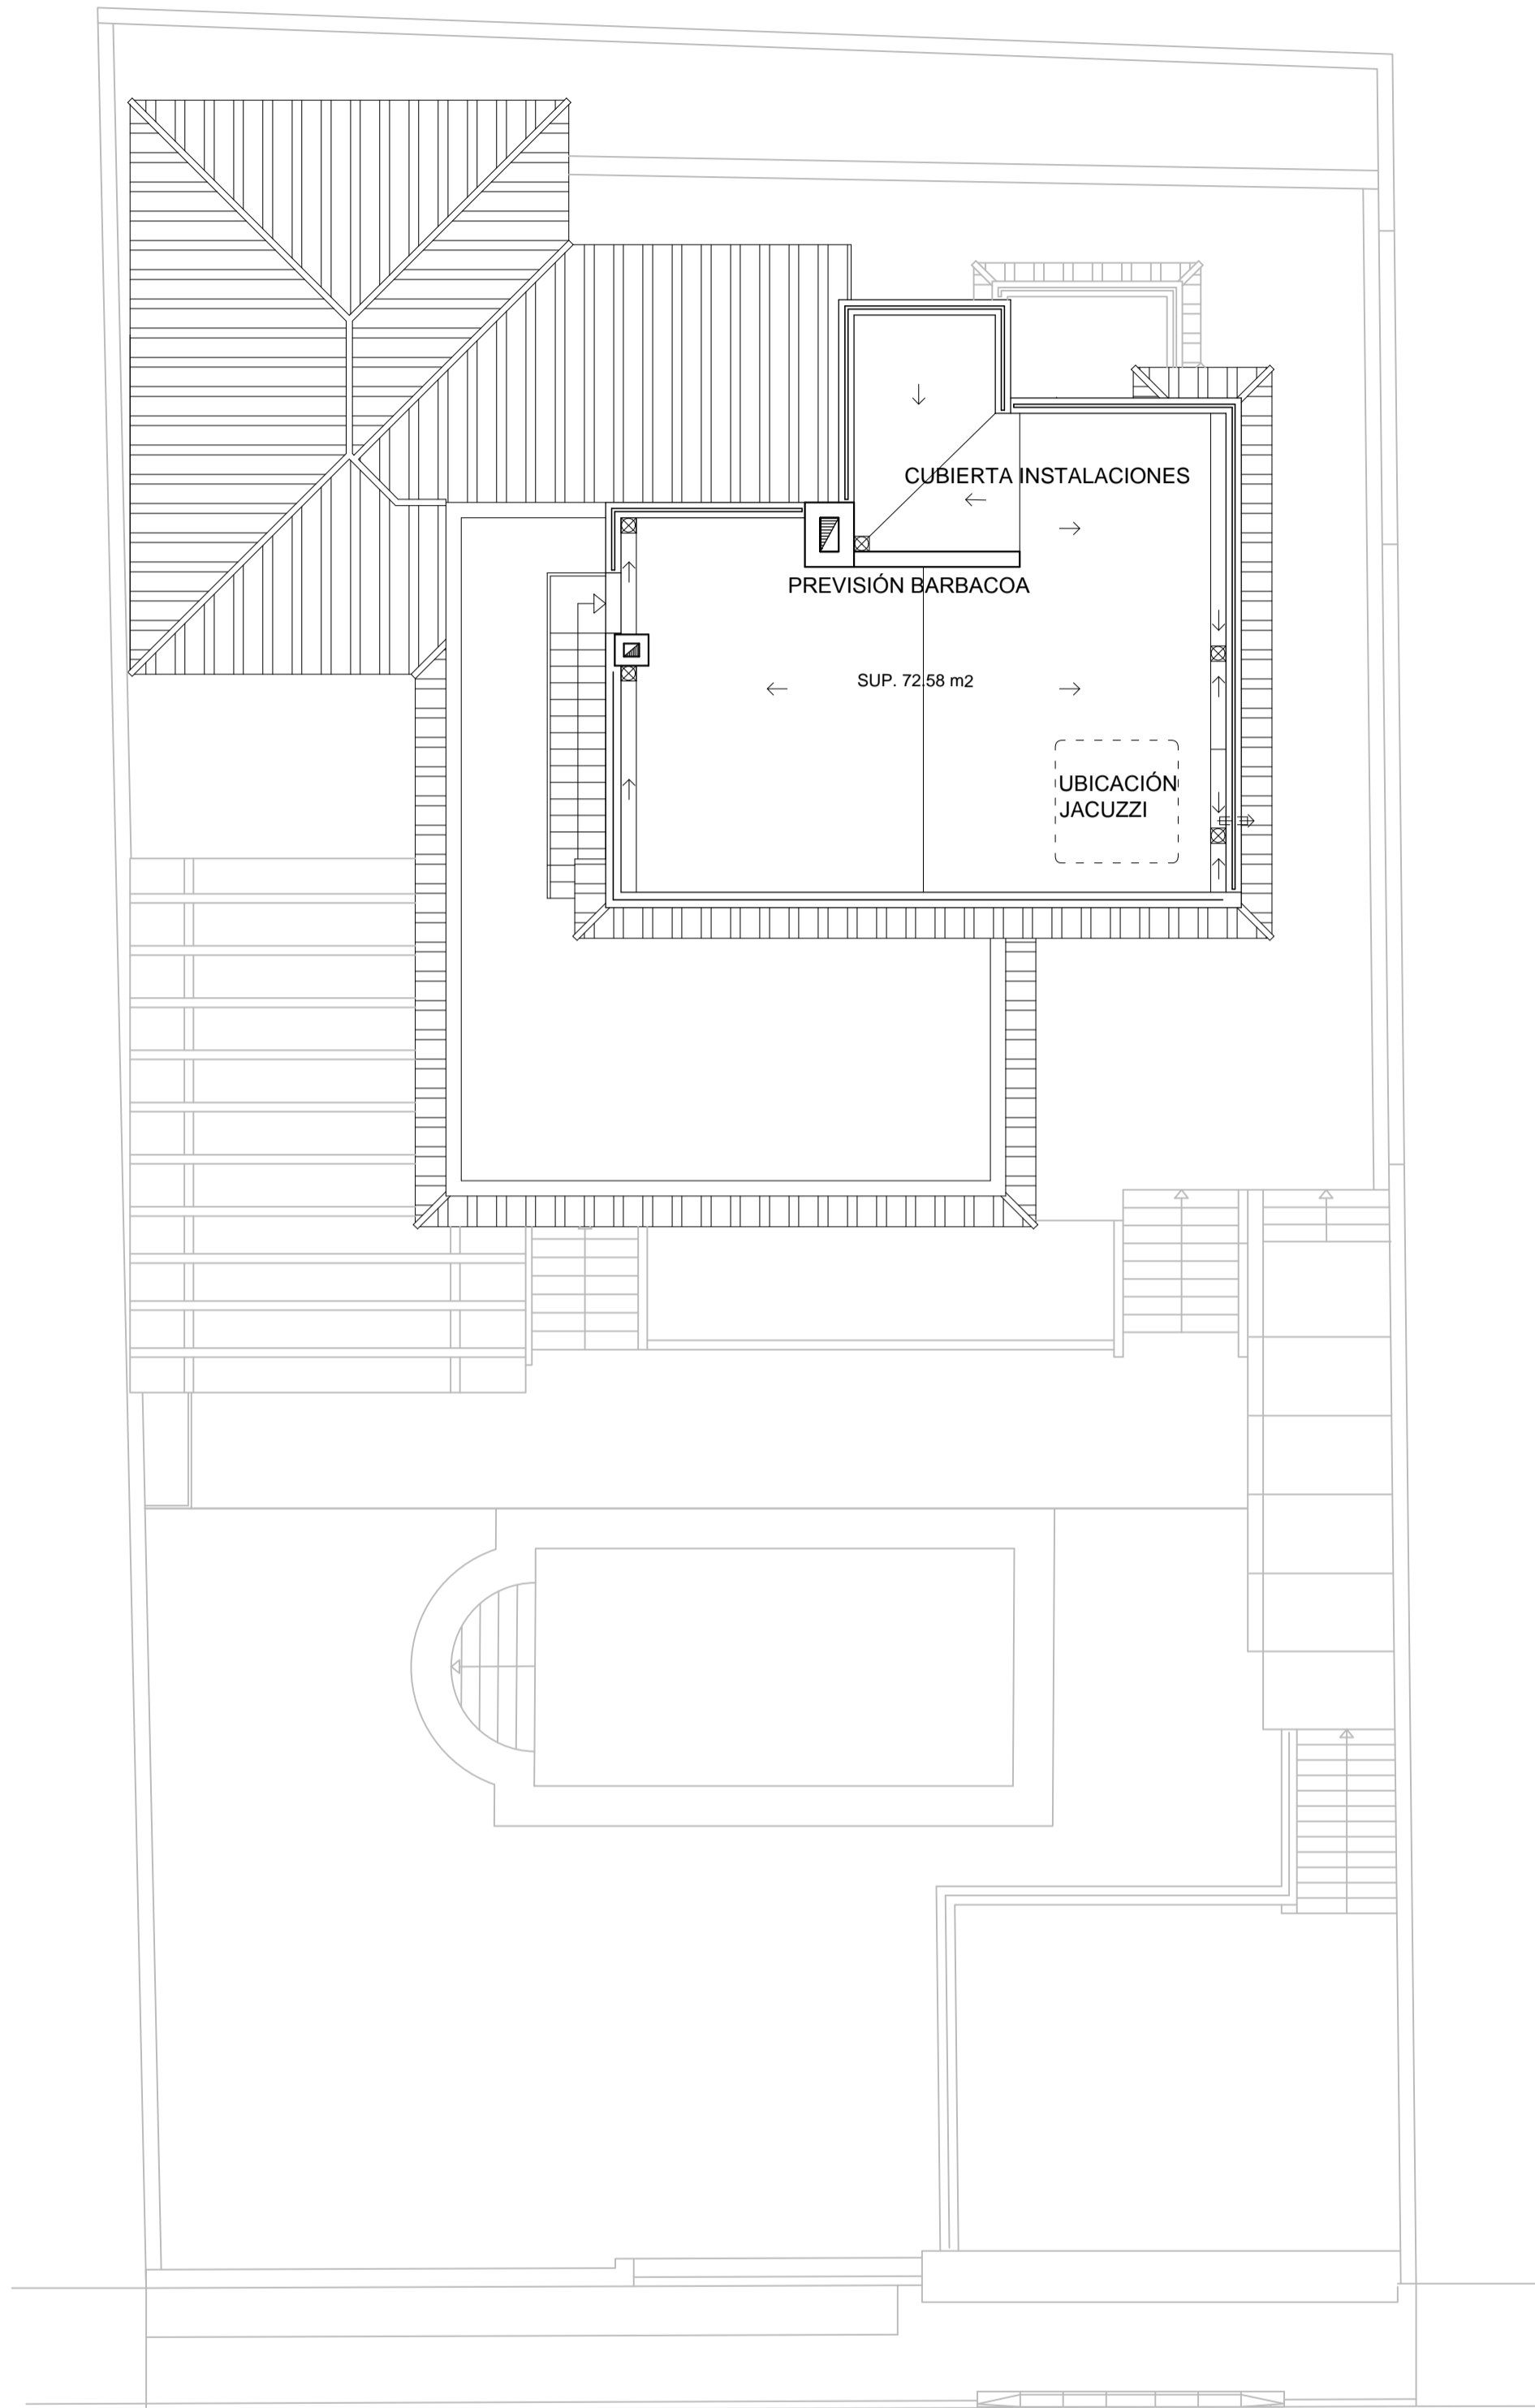 CUBIERTA INSTALACIONES
PREVISIÓN BARBACOA
SUP. 72.58 m2
UBICACIÓN
JACUZZI